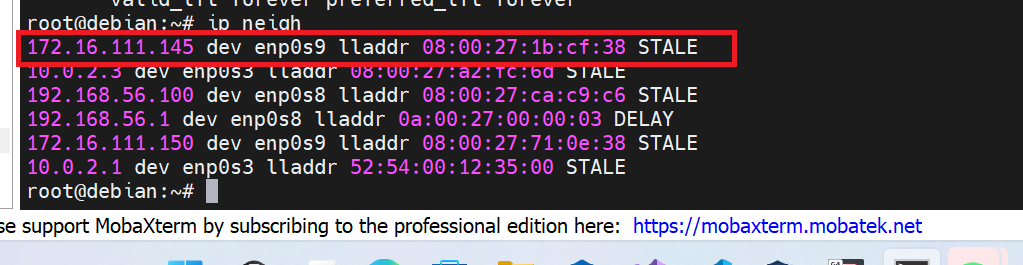 valid_lft forever preferred_lft forever
root@debian:~# ip neigh
172.16.111.145 dev enp0s9 lladdr 08:00:27:1b:cf:38 STALE
10.0.2.3 dev enp0s3 lladdr 08:00:27:a2:fc:6d STALE
192.168.56.100 dev enp0s8 lladdr 08:00:27:ca:c9:c6 STALE
192.168.56.1 dev enp0s8 lladdr 0a:00:27:00:00:03 DELAY
172.16.111.150 dev enp0s9 lladdr 08:00:27:71:0e:38 STALE
10.0.2.1 dev enp0s3 lladdr 52:54:00:12:35:00 STALE
root@debian:~#
se support MobaXterm by subscribing to the professional edition here: https://mobaxterm.mobatek.net